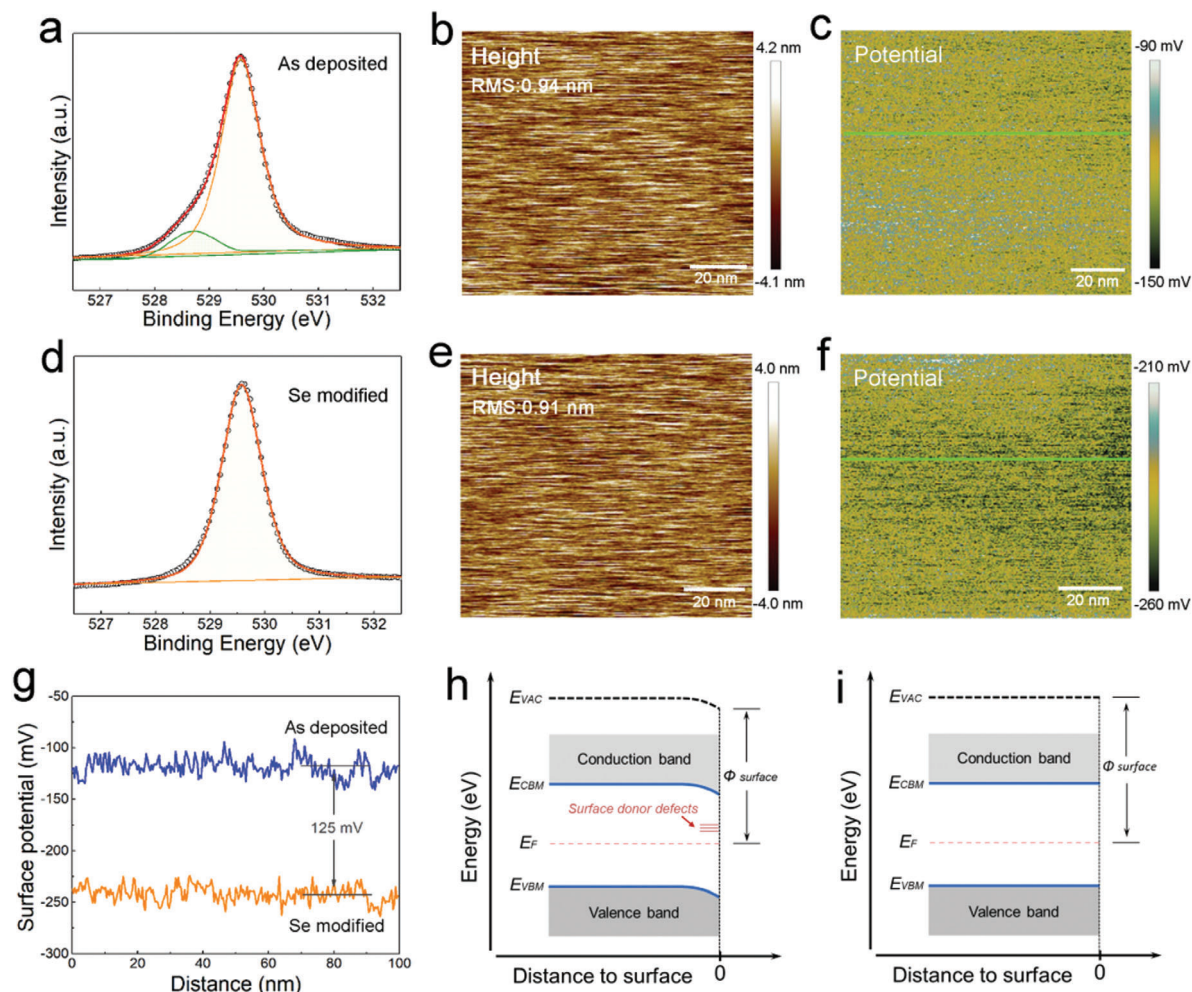 a
As deposited
Intensity (a.u.)
527 528 529 530 531 532
Binding Energy (eV)
b
Height
RMS:0.94 nm
20 nm
4.2 nm
-4.1 nm
c
Potential
20 nm
-90 mV
-150 mV
d
Se modified
Intensity (a.u.)
527 528 529 530 531 532
Binding Energy (eV)
e
Height
RMS:0.91 nm
20 nm
4.0 nm
-4.0 nm
f
Potential
20 nm
-210 mV
-260 mV
g
Surface potential (mV)
-50
-100
-150
-200
-250
-300
As deposited
125 mV
Se modified
0 20 40 60 80 100
Distance (nm)
h
Energy (eV)
EVAC
Conduction band
Φ surface
ECBM
Surface donor defects
EF
EVBM
Valence band
Distance to surface 0
i
Energy (eV)
EVAC
Conduction band
Φ surface
ECBM
EF
EVBM
Valence band
Distance to surface 0